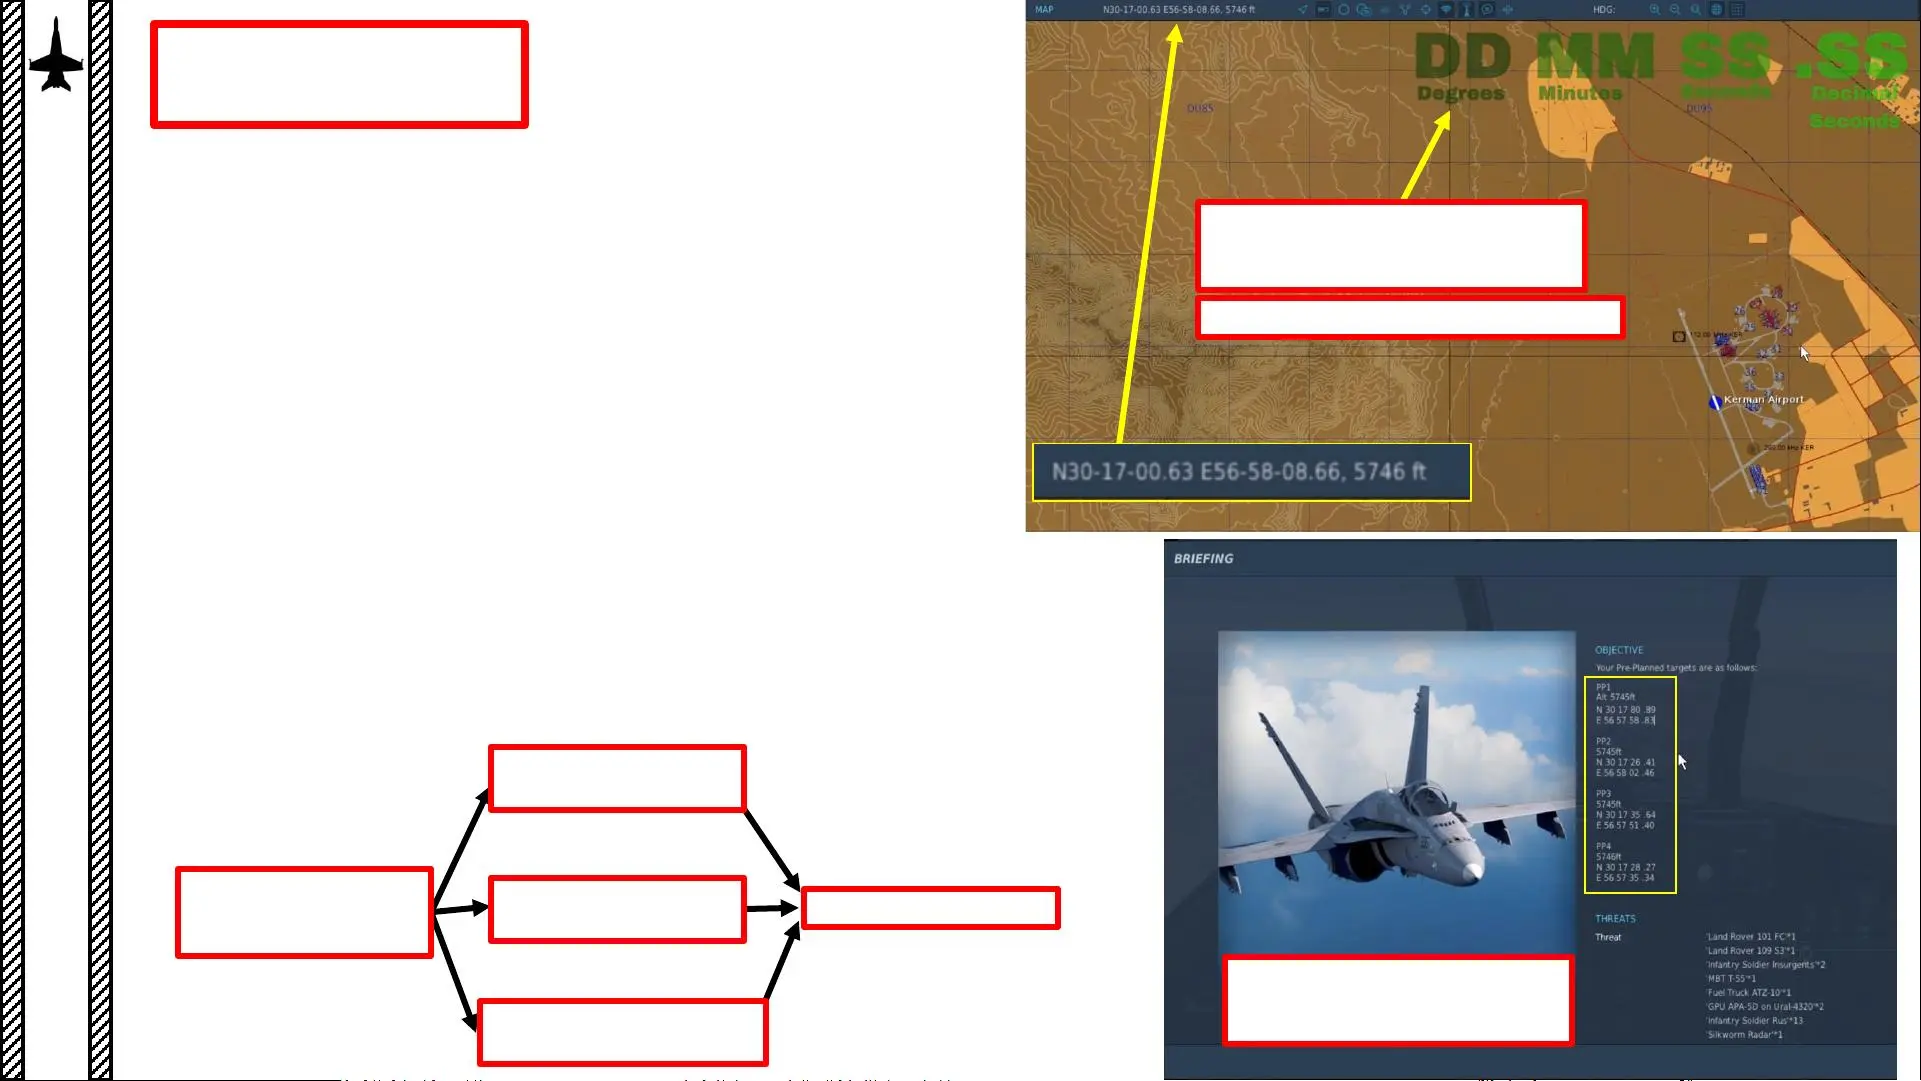 MAP N30-17-00.63 E56-58-08.66, 5746 ft HDG:
DD MM SS .SS
Degrees Minutes Seconds Decimal
Seconds
DU85 DU95
Kerman Airport
N30-17-00.63 E56-58-08.66, 5746 ft
BRIEFING
OBJECTIVE
Your Pre-Planned targets are as follows:
PP1
Alt 5745ft
N 30 17 80 .89
E 56 57 58 .83
PP2
5745ft
N 30 17 26 .41
E 56 58 02 .46
PP3
5745ft
N 30 17 35 .64
E 56 57 51 .40
PP4
5746ft
N 30 17 28 .27
E 56 57 35 .34
THREATS
Threat
'Land Rover 101 FC'*1
'Land Rover 109 S3'*1
'Infantry Soldier Insurgents'*2
'MBT T-55'*1
'Fuel Truck ATZ-10'*1
'GPU APA-5D on Ural-4320'*2
'Infantry Soldier Rus'*13
'Silkworm Radar'*1